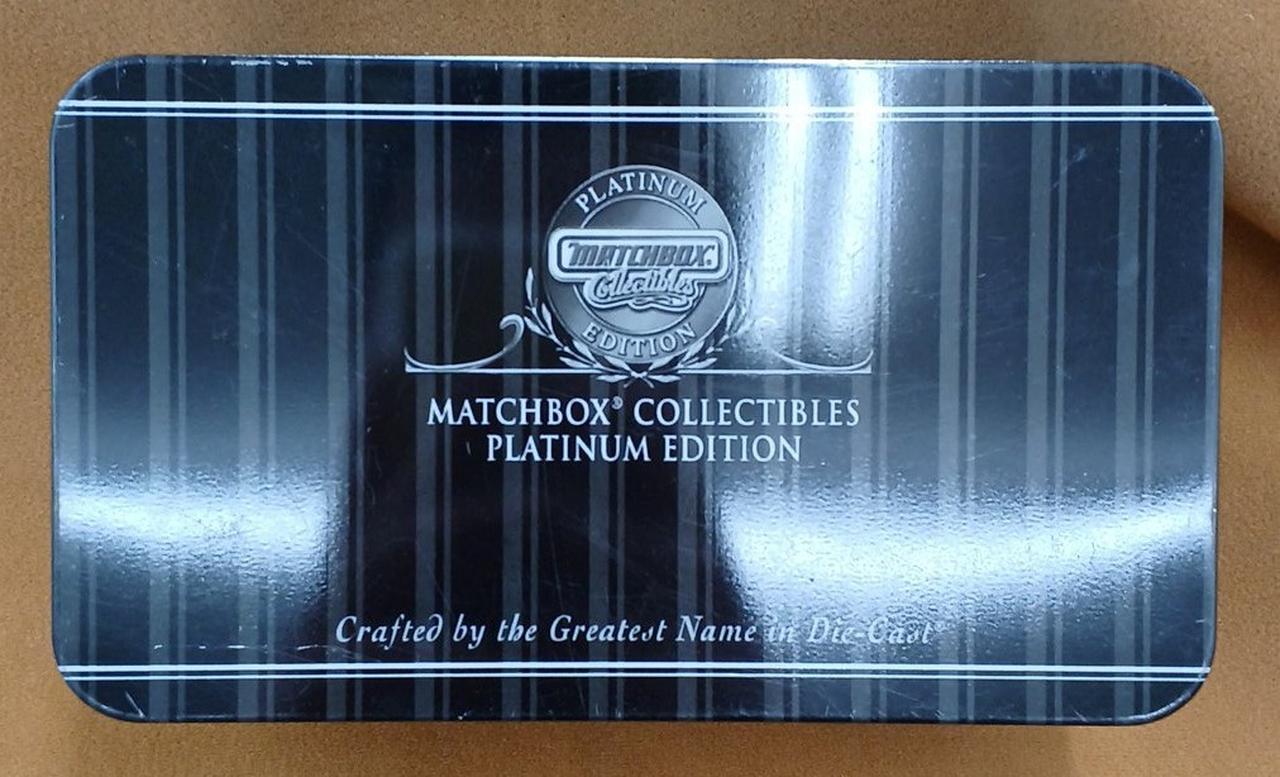 PLATINUM
MATCHBOX®
Collectibles
EDITION
MATCHBOX® COLLECTIBLES
PLATINUM EDITION
Crafted by the Greatest Name in Die-Cast